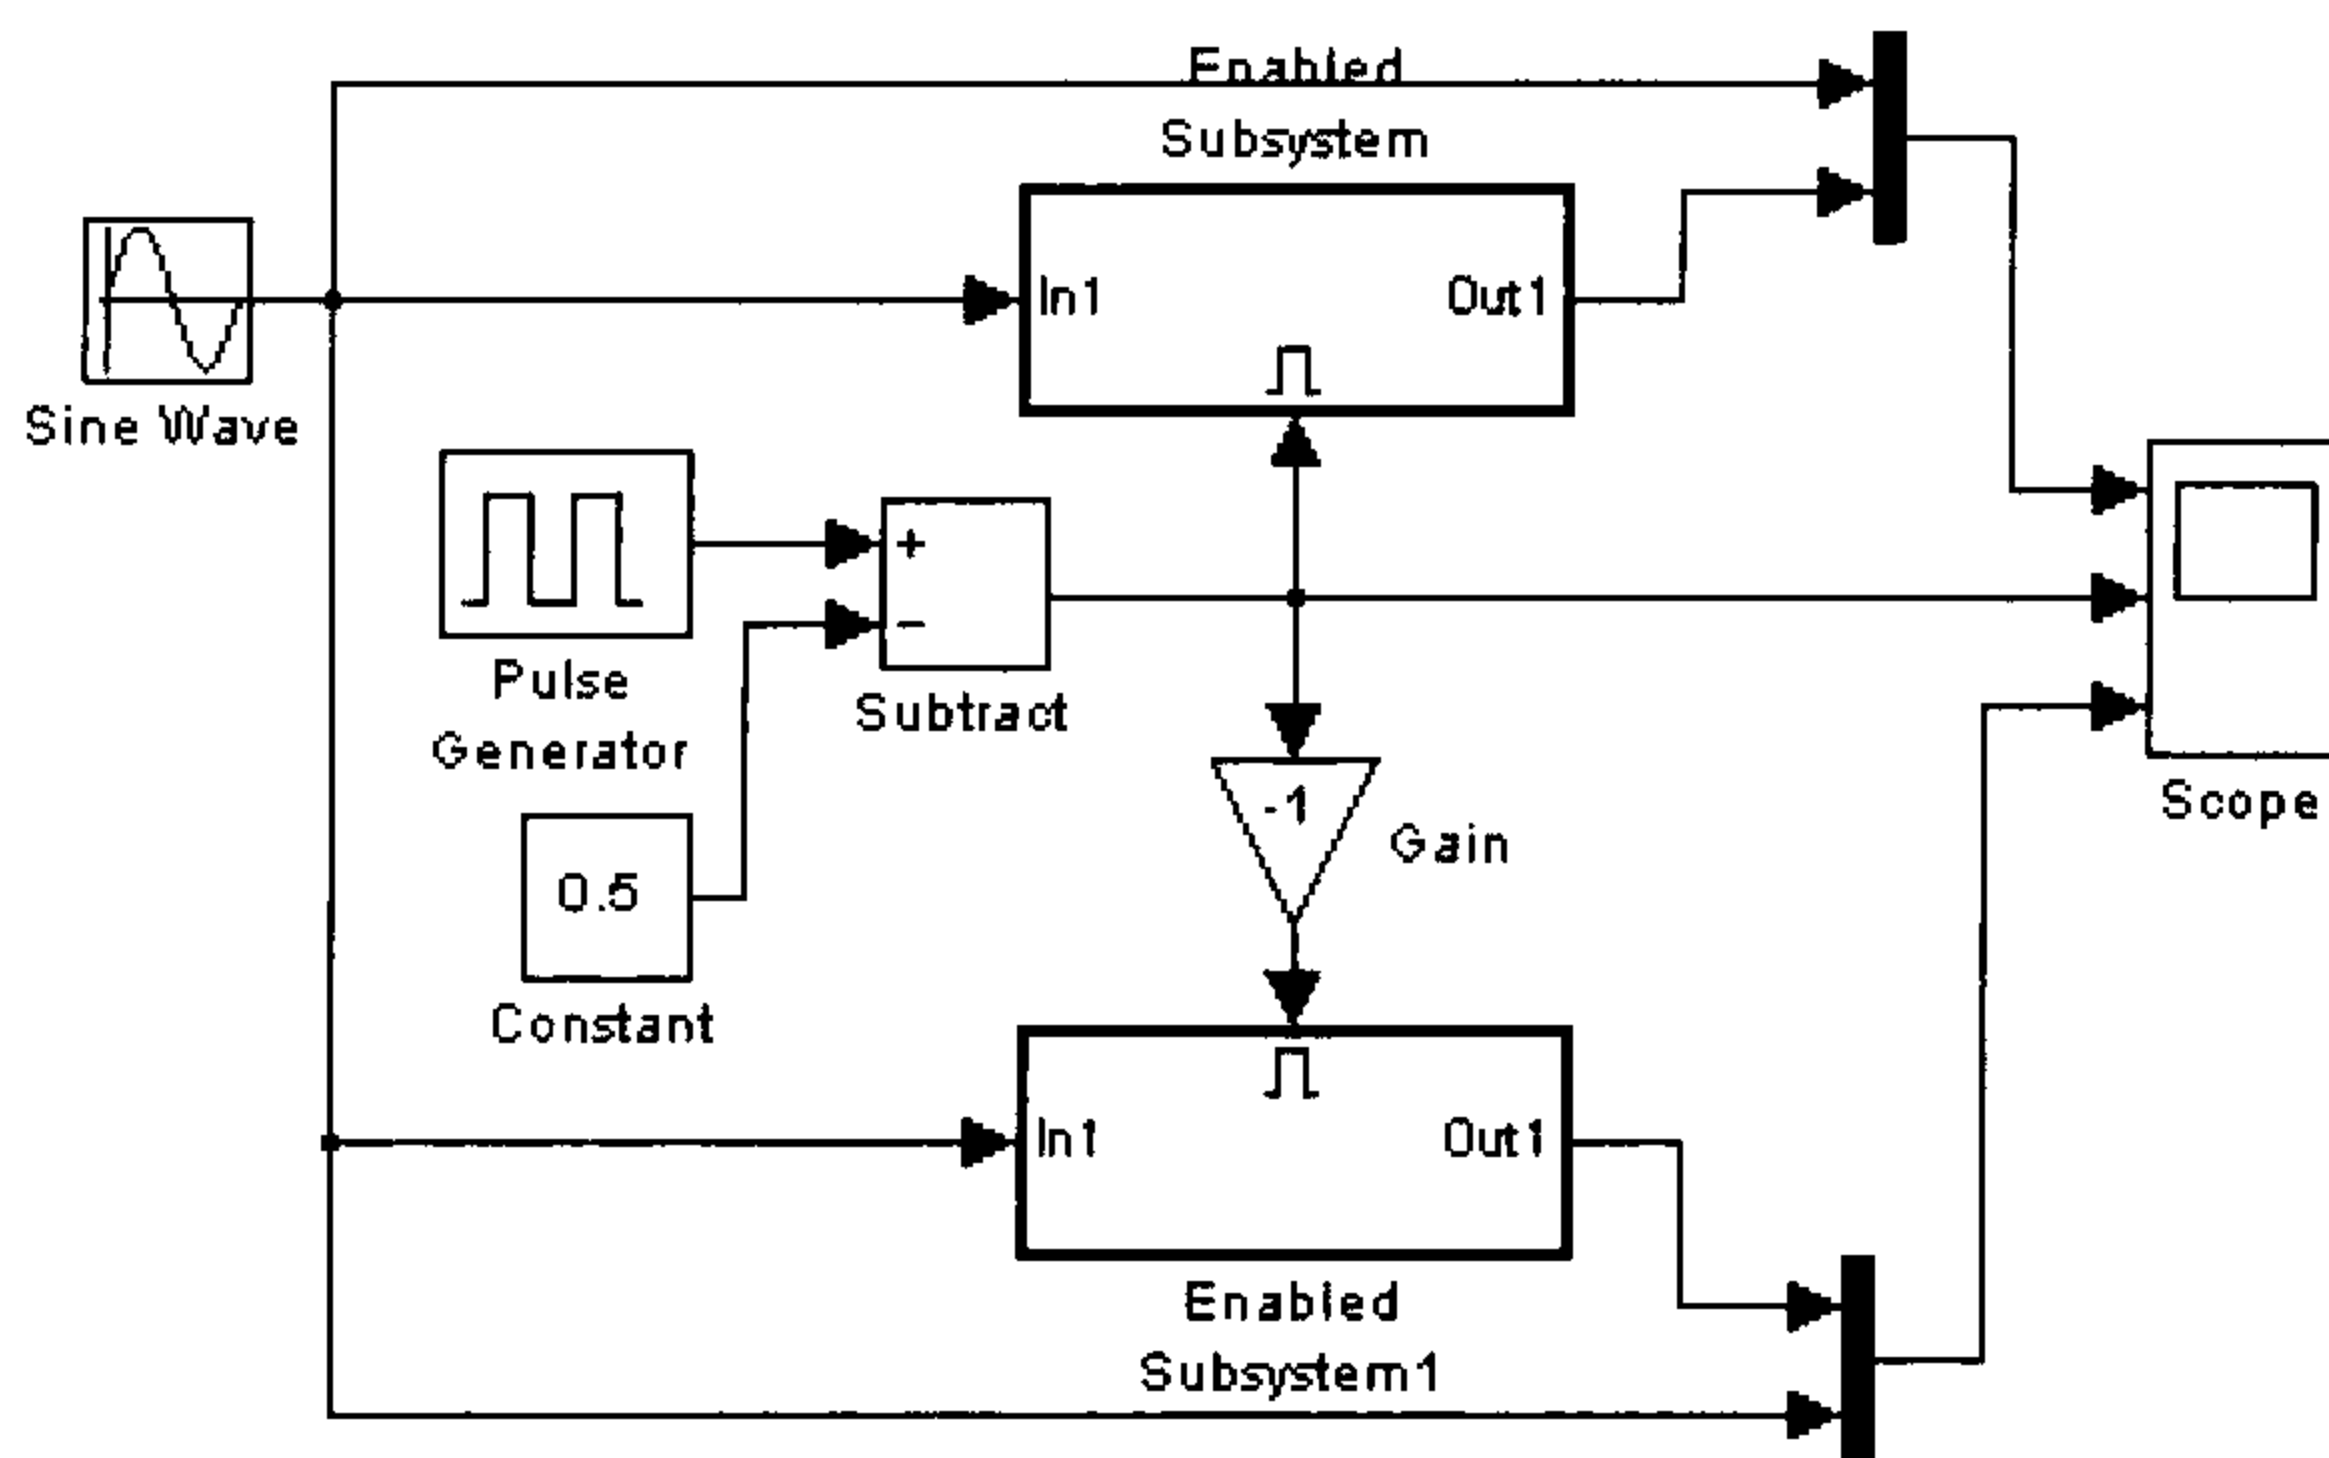 Enabled
Subsystem
In1
Out1
Sine Wave
+
−
Pulse
Generator
Subtract
-1
Gain
Scope
0.5
Constant
In1
Out1
Enabled
Subsystem1